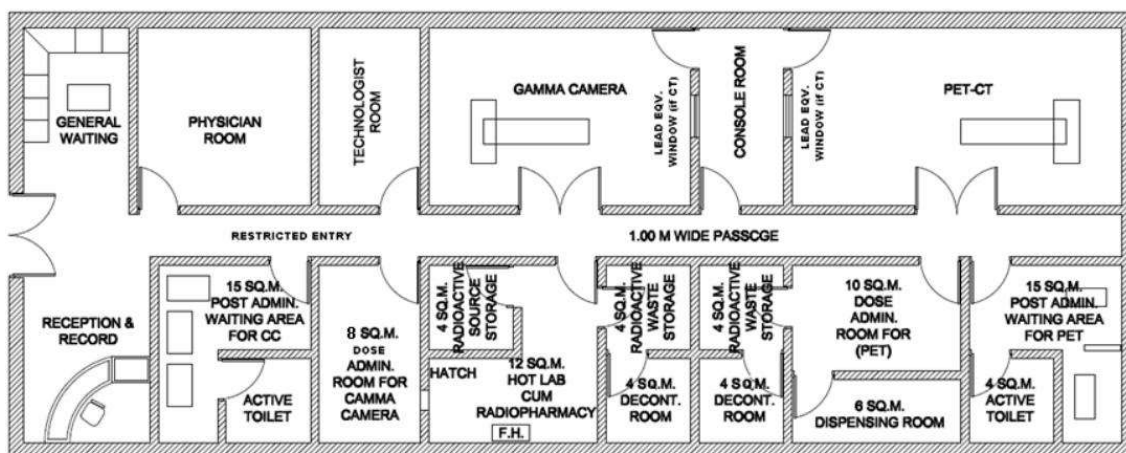 GENERAL
WAITING
PHYSICIAN
ROOM
TECHNOLOGIST
ROOM
GAMMA CAMERA
LEAD EQV.
WINDOW (if CT)
CONSOLE ROOM
LEAD EQV.
WINDOW (if CT)
PET-CT
RESTRICTED ENTRY
1.00 M WIDE PASSCGE
RECEPTION &
RECORD
15 SQ.M.
POST ADMIN.
WAITING AREA
FOR CC
ACTIVE
TOILET
8 SQ.M.
DOSE
ADMIN.
ROOM FOR
CAMMA
CAMERA
4 SQ.M.
RADIOACTIVE
SOURCE
STORAGE
HATCH
12 SQ.M.
HOT LAB
CUM
RADIOPHARMACY
F.H.
4 SQ.M.
RADIOACTIVE
WASTE
STORAGE
4 SQ.M.
DECONT.
ROOM
4 SQ.M.
RADIOACTIVE
WASTE
STORAGE
4 SQ.M.
DECONT.
ROOM
10 SQ.M.
DOSE
ADMIN.
ROOM FOR
(PET)
6 SQ.M.
DISPENSING ROOM
15 SQ.M.
POST ADMIN.
WAITING AREA
FOR PET
4 SQ.M.
ACTIVE
TOILET